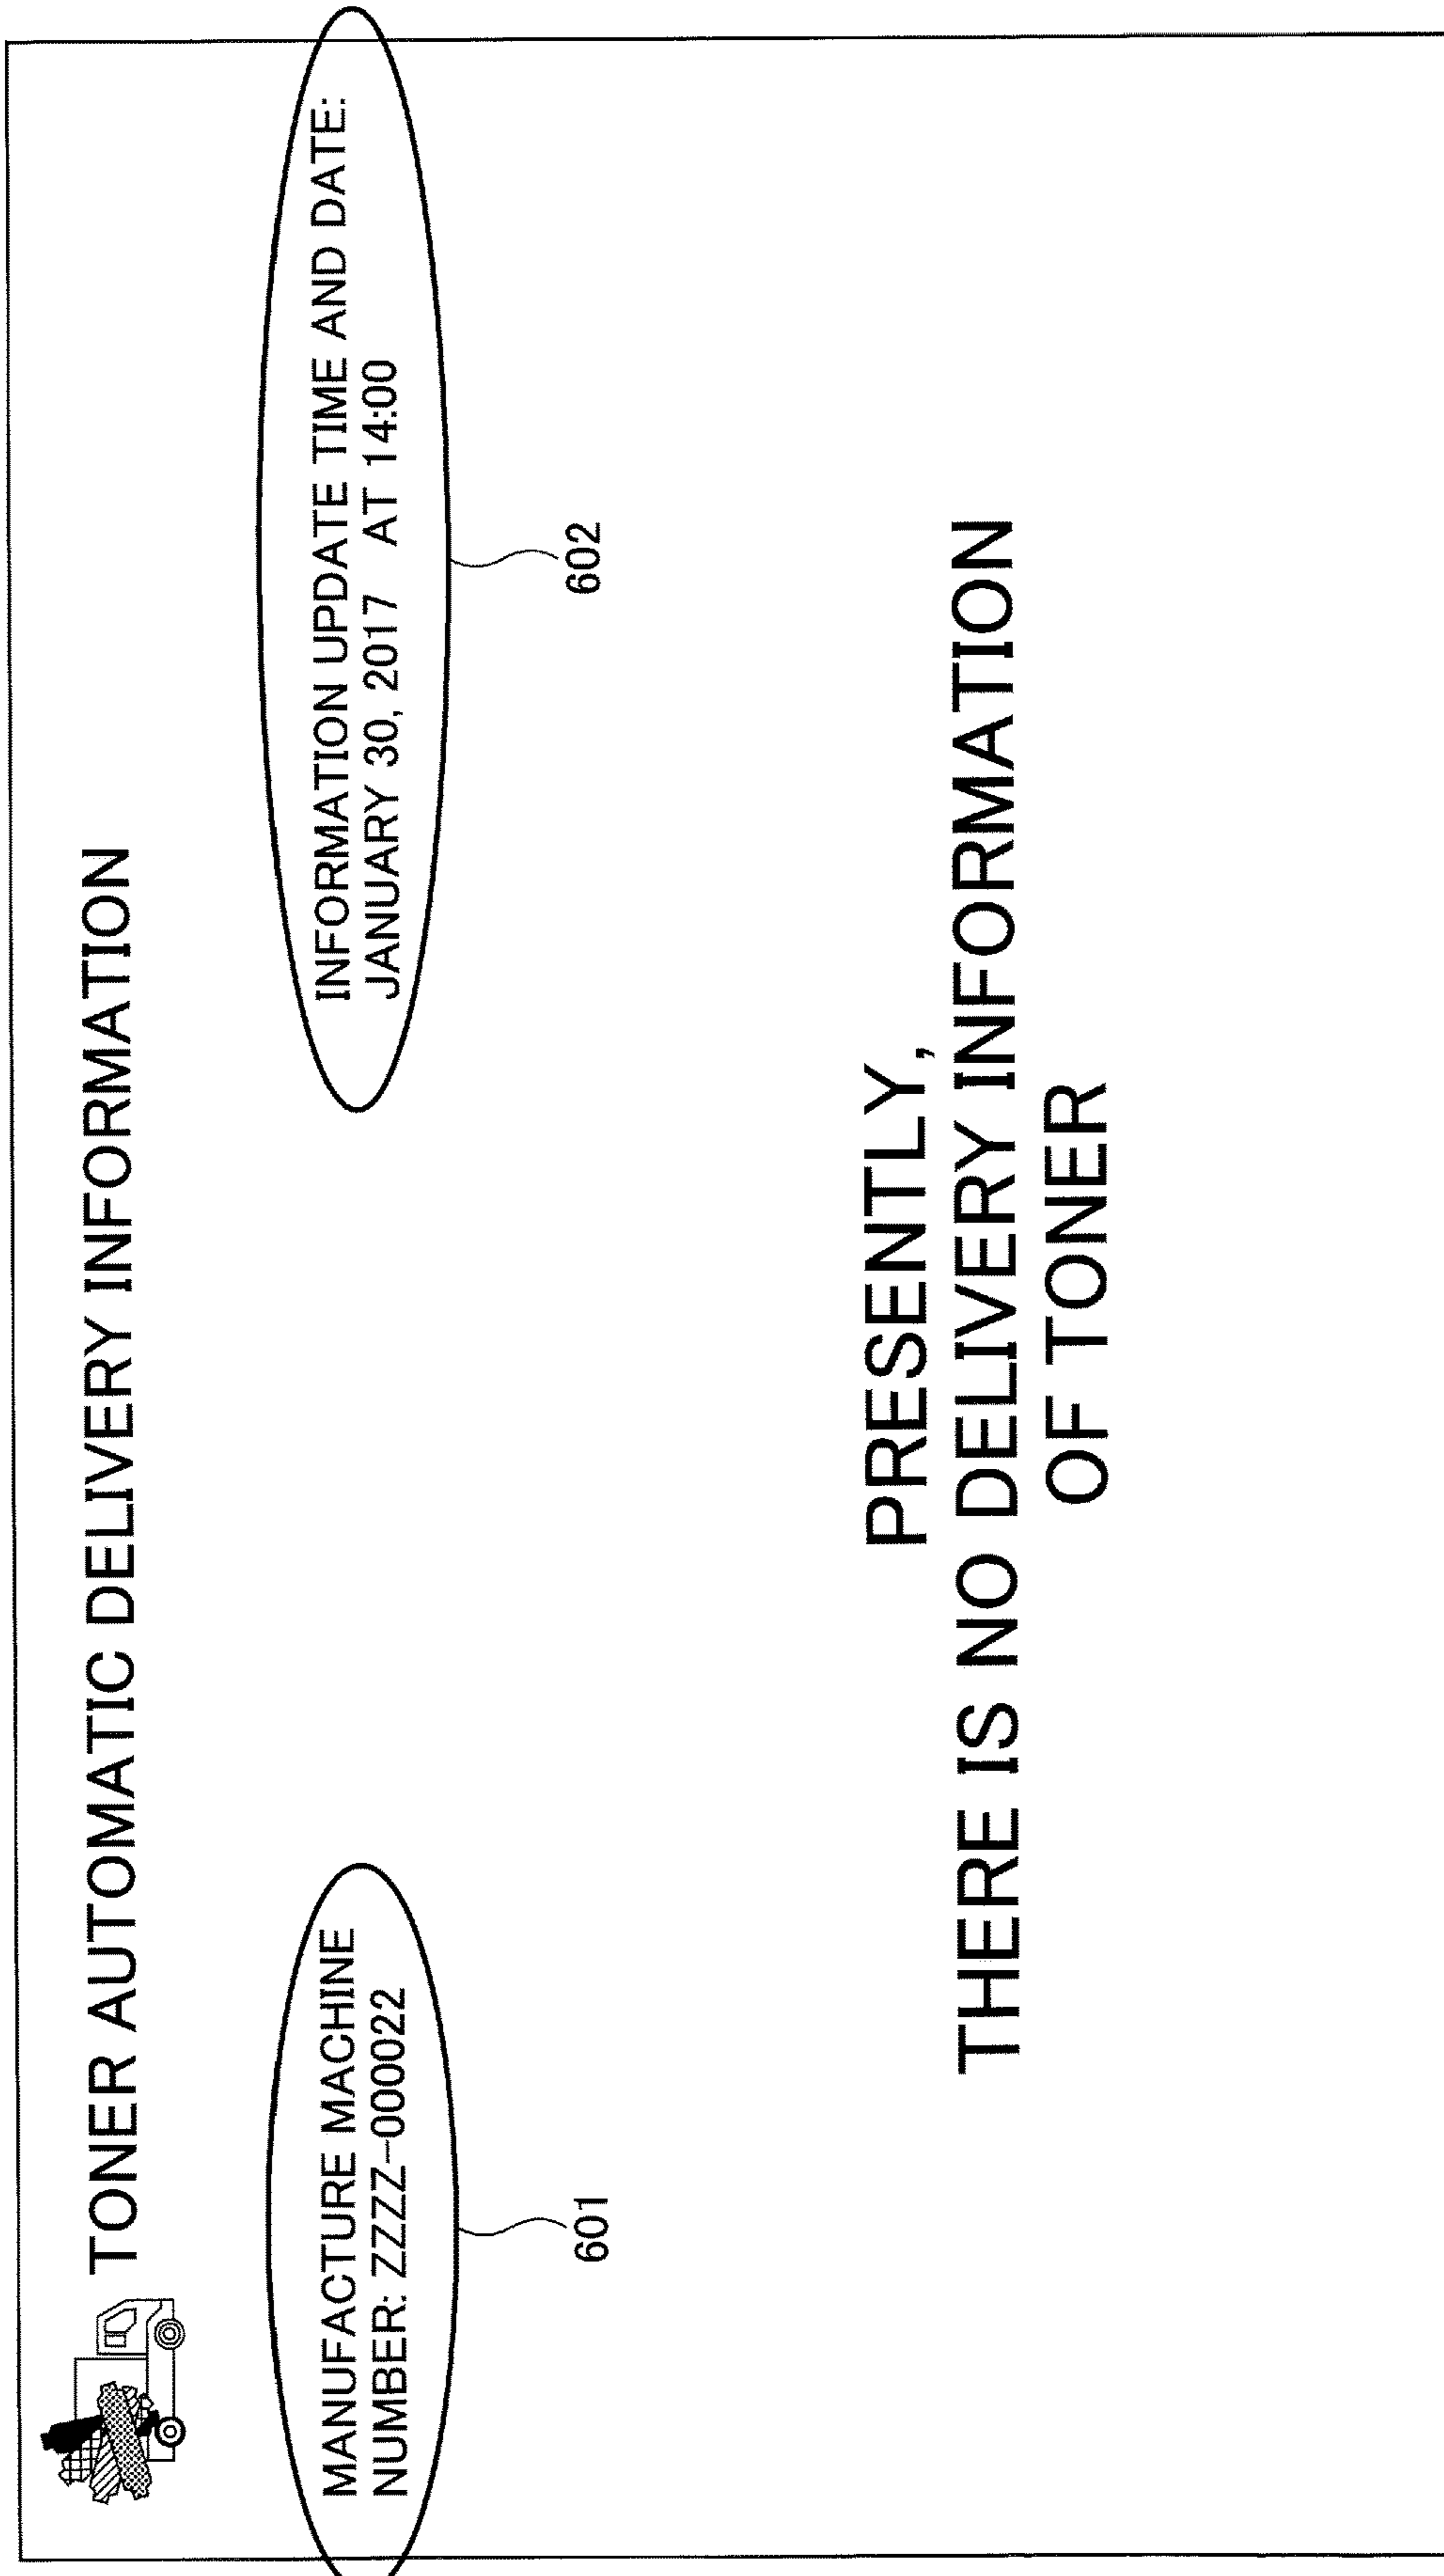 TONER AUTOMATIC DELIVERY INFORMATION
MANUFACTURE MACHINE
NUMBER: ZZZZ-000022
601
INFORMATION UPDATE TIME AND DATE:
JANUARY 30, 2017 AT 14:00
602
PRESENTLY,
THERE IS NO DELIVERY INFORMATION
OF TONER